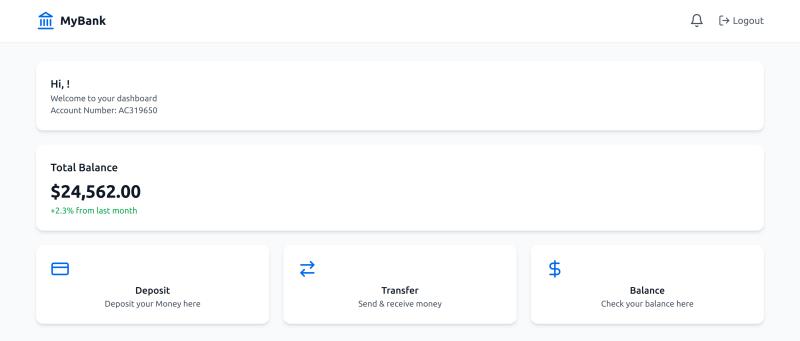 MyBank
Logout
Hi, !
Welcome to your dashboard
Account Number: AC319650
Total Balance
$24,562.00
+2.3% from last month
Deposit
Deposit your Money here
Transfer
Send & receive money
Balance
Check your balance here